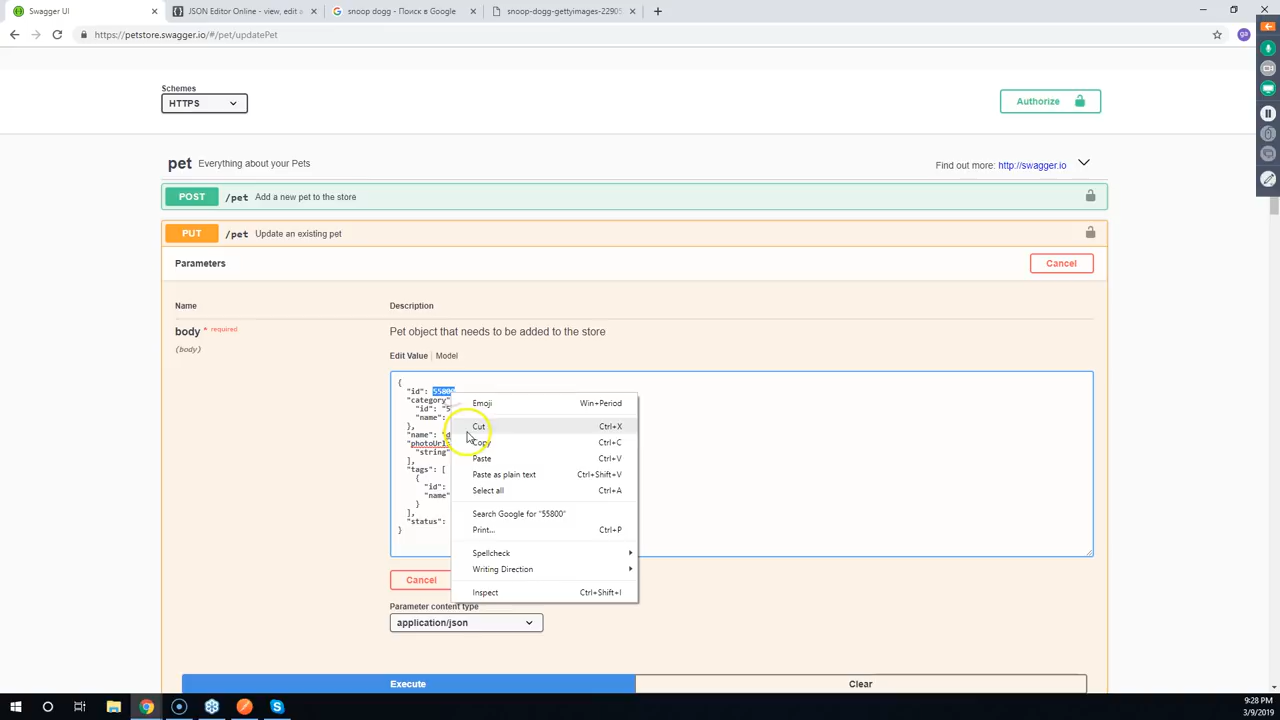 Swagger UI
JSON Editor Online - view, edit a
snoop dogg - Поиск в Google
snoop-dogg-gettyimages-22905
https://petstore.swagger.io/#/pet/updatePet
ga
Schemes
HTTPS
Authorize
pet Everything about your Pets
Find out more: http://swagger.io
POST /pet Add a new pet to the store
PUT /pet Update an existing pet
Parameters
Cancel
Name Description
body * required
(body)
Pet object that needs to be added to the store
Edit Value | Model
{
"id": 55800
"category"
"id": "5
"name":
},
"name": "d
"photoUrls
"string"
],
"tags": [
{
"id":
"name"
}
],
"status":
}
Emoji Win+Period
Cut Ctrl+X
Copy Ctrl+C
Paste Ctrl+V
Paste as plain text Ctrl+Shift+V
Select all Ctrl+A
Search Google for "55800"
Print... Ctrl+P
Spellcheck
Writing Direction
Inspect Ctrl+Shift+I
Cancel
Parameter content type
application/json
Execute
Clear
9:28 PM
3/9/2019